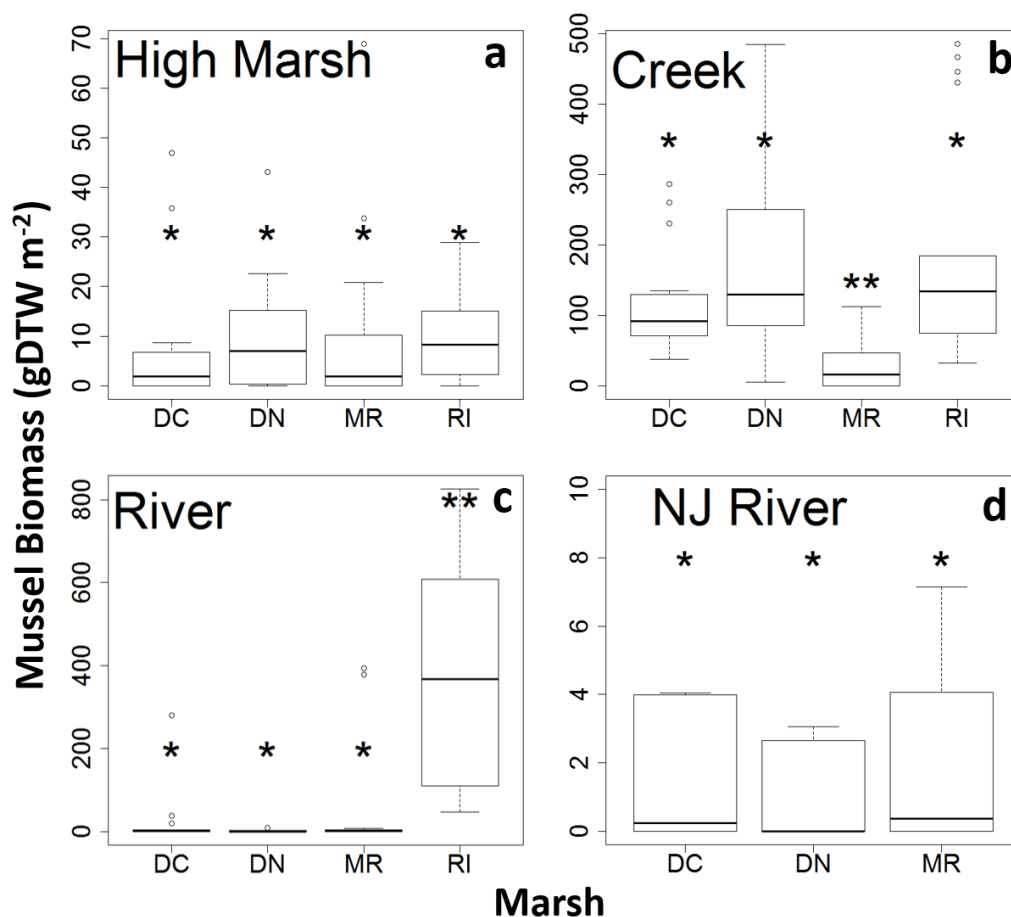 Mussel Biomass (gDTW m-2)
High Marsh
a
70
60
50
40
30
20
10
0
*
*
*
*
DC DN MR RI
Creek
b
500
400
300
200
100
0
*
*
**
*
DC DN MR RI
River
c
800
600
400
200
0
*
*
*
**
DC DN MR RI
NJ River
d
10
8
6
4
2
0
*
*
*
DC DN MR
Marsh